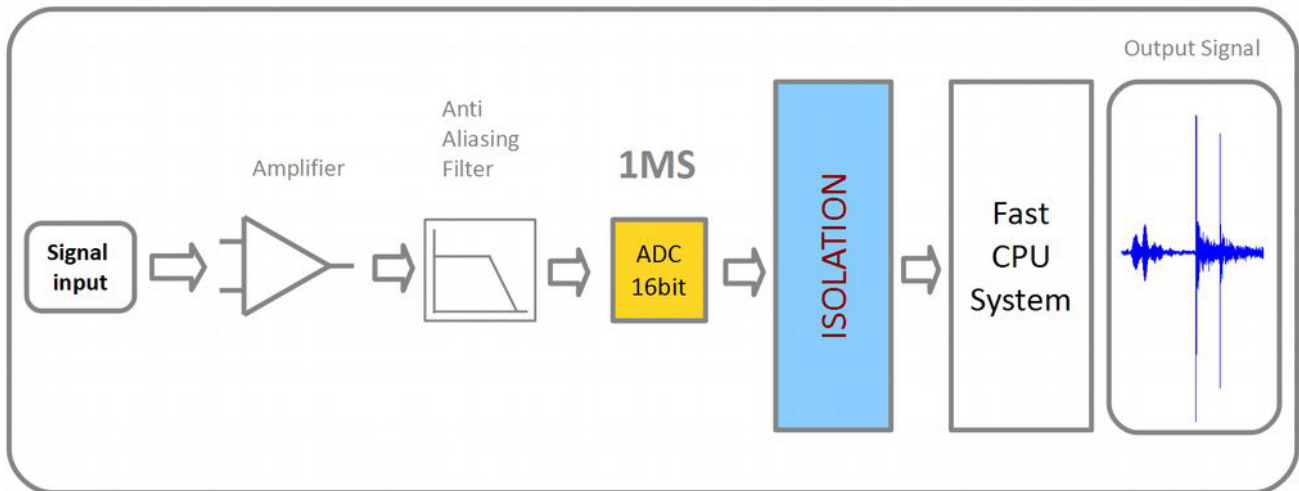 Output Signal
Anti
Aliasing
Filter
Amplifier
1MS
Signal
input
ADC
16bit
ISOLATION
Fast
CPU
System